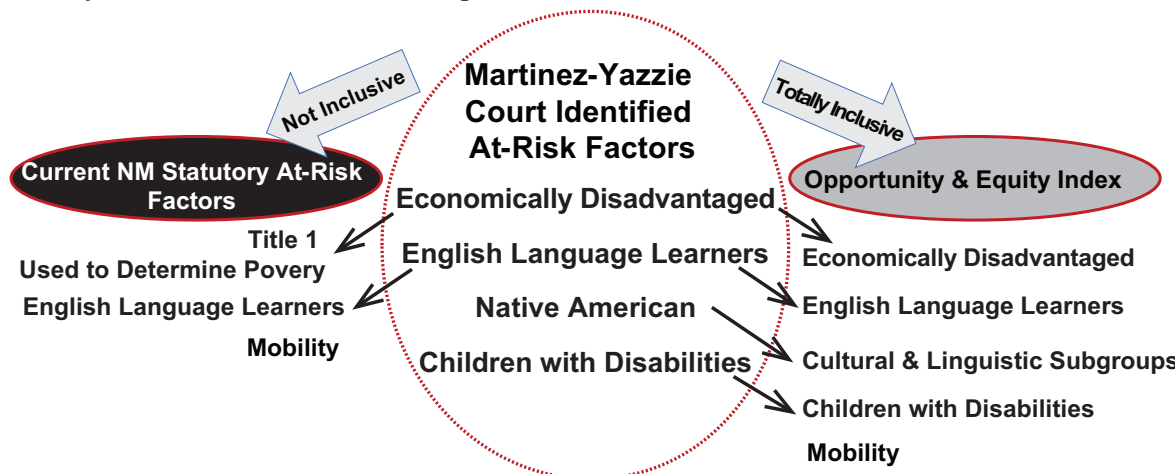 Not Inclusive
Martinez-Yazzie
Court Identified
At-Risk Factors
Totally Inclusive
Current NM Statutory At-Risk
Factors
Opportunity & Equity Index
Economically Disadvantaged
English Language Learners
Native American
Children with Disabilities
Title 1
Used to Determine Povery
English Language Learners
Mobility
Economically Disadvantaged
English Language Learners
Cultural & Linguistic Subgroups
Children with Disabilities
Mobility